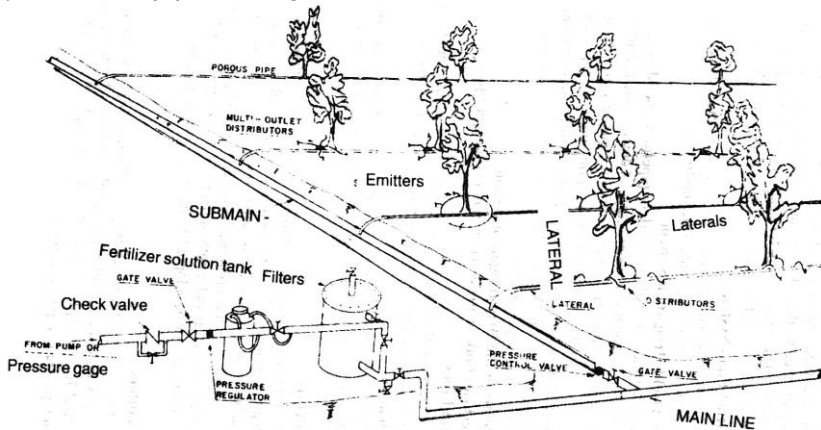 POROUS PIPE
MULTI-OUTLET
DISTRIBUTORS
Emitters
SUBMAIN -
LATERAL
Laterals
Fertilizer solution tank
Filters
GATE VALVE
Check valve
LATERAL
DISTRIBUTORS
FROM PUMP OR
Pressure gage
PRESSURE
REGULATOR
PRESSURE
CONTROL VALVE
GATE VALVE
MAIN LINE